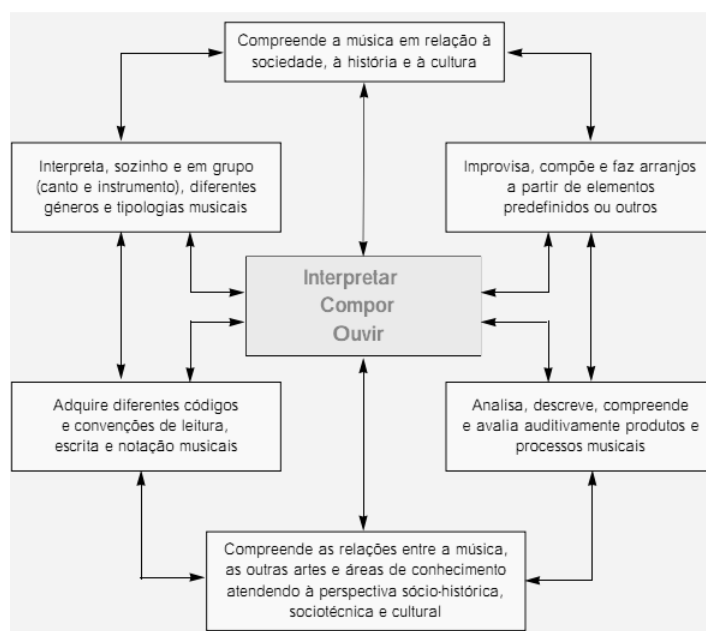 Compreende a música em relação à
sociedade, à história e à cultura
Interpreta, sozinho e em grupo
(canto e instrumento), diferentes
géneros e tipologias musicais
Improvisa, compõe e faz arranjos
a partir de elementos
predefinidos ou outros
Interpretar
Compor
Ouvir
Adquire diferentes códigos
e convenções de leitura,
escrita e notação musicais
Analisa, descreve, compreende
e avalia auditivamente produtos e
processos musicais
Compreende as relações entre a música,
as outras artes e áreas de conhecimento
atendendo à perspectiva sócio-histórica,
sociotécnica e cultural